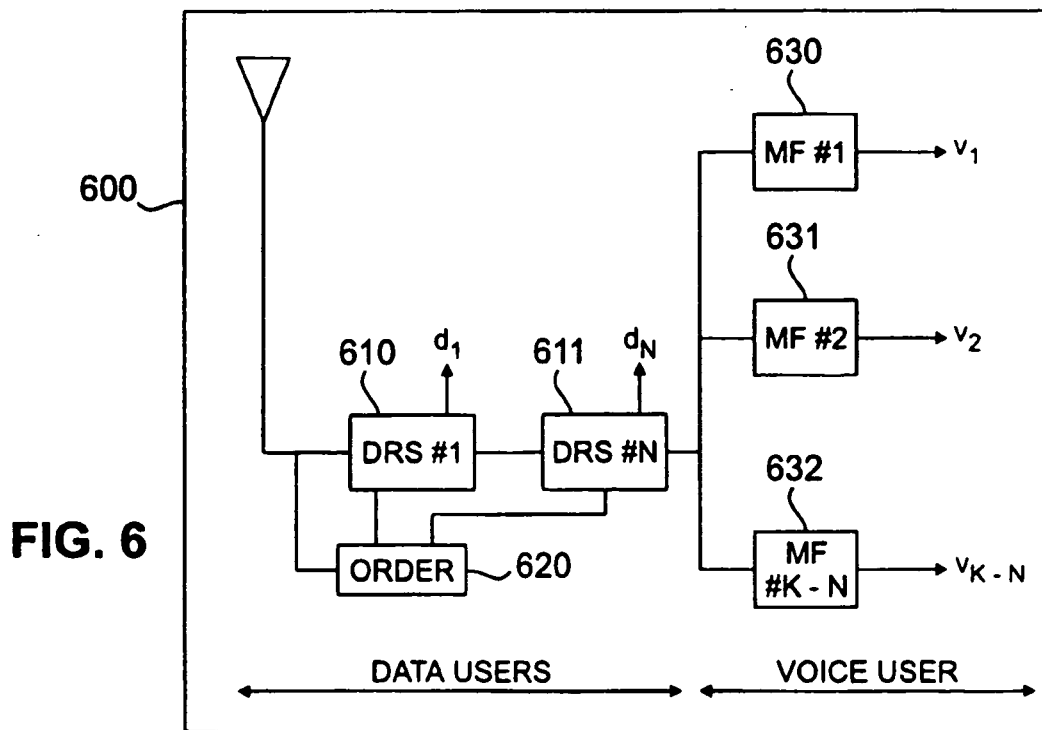 630
MF #1
v1
600
631
MF #2
v2
610
d1
611
dN
DRS #1
DRS #N
632
MF
#K - N
vK - N
FIG. 6
ORDER
620
DATA USERS
VOICE USER